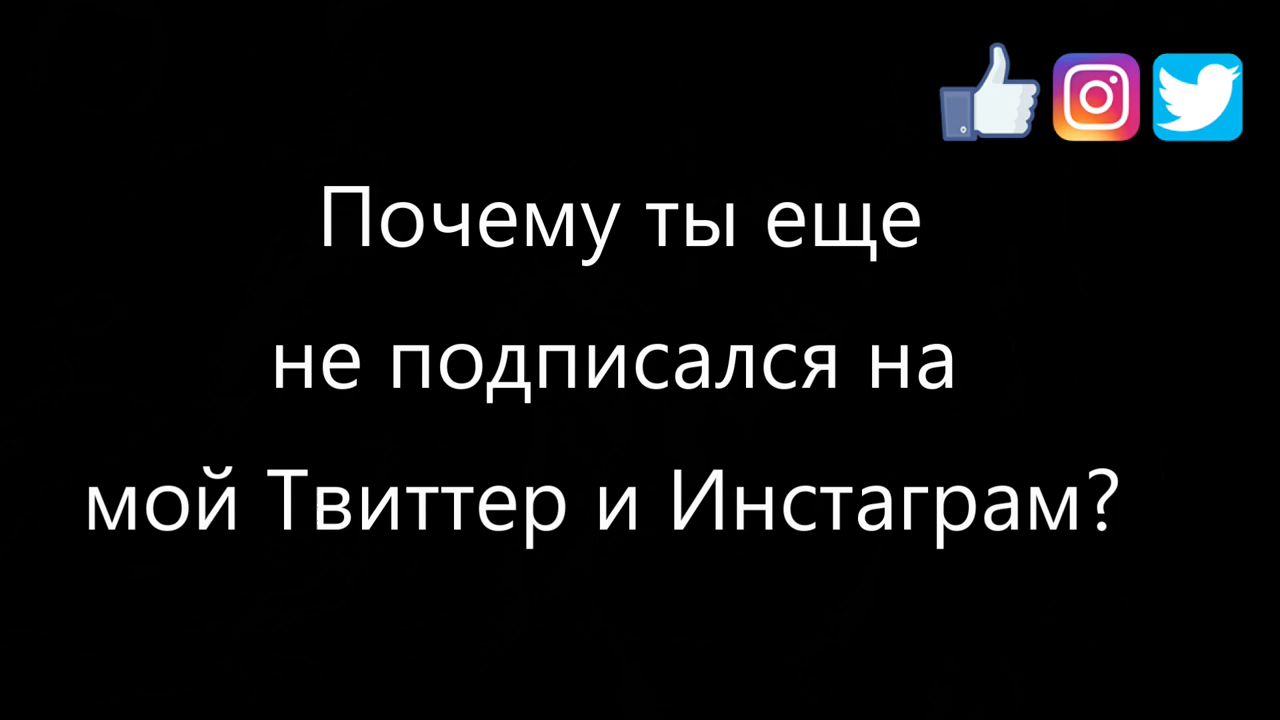 Почему ты еще
не подписался на
мой Твиттер и Инстаграм?